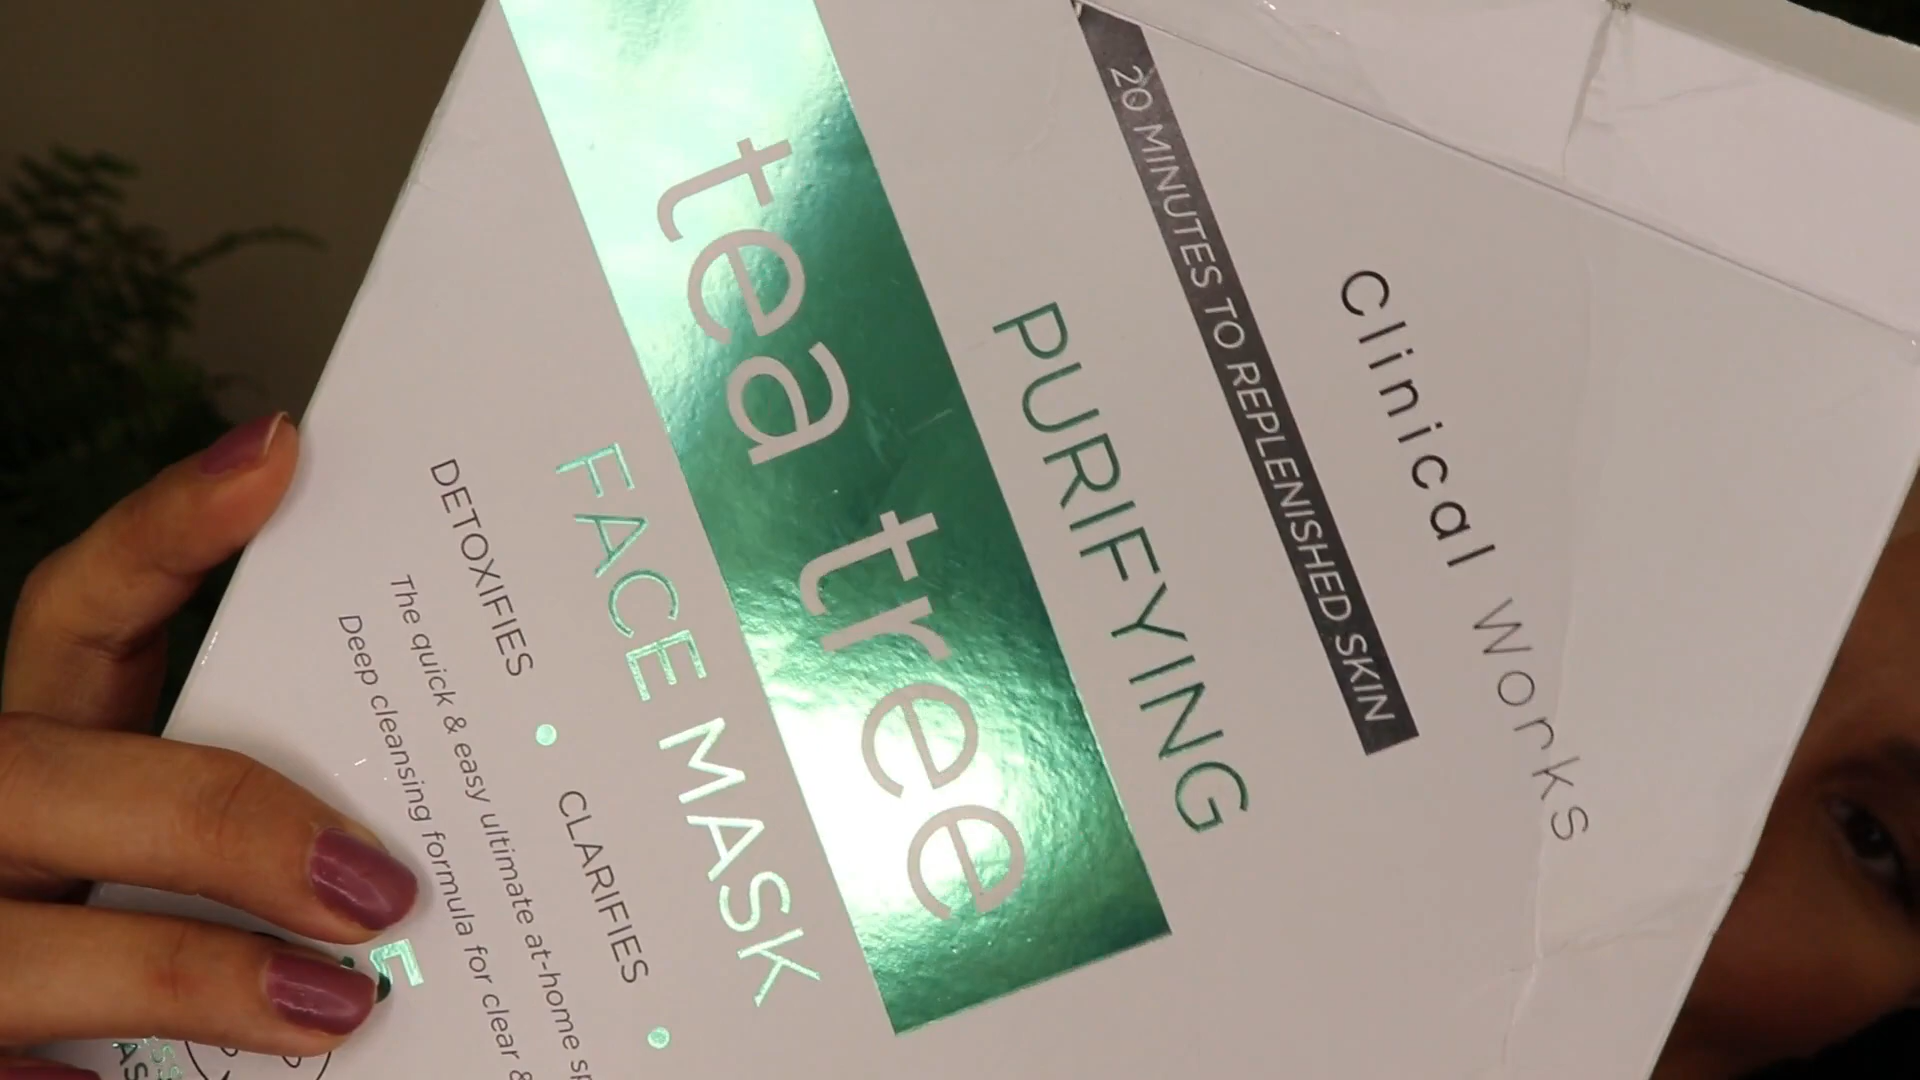 Clinical works
20 MINUTES TO REPLENISHED SKIN
PURIFYING
tea tree
FACE MASK
DETOXIFIES • CLARIFIES •
The quick & easy ultimate at-home
Deep cleansing formula for clear &
5